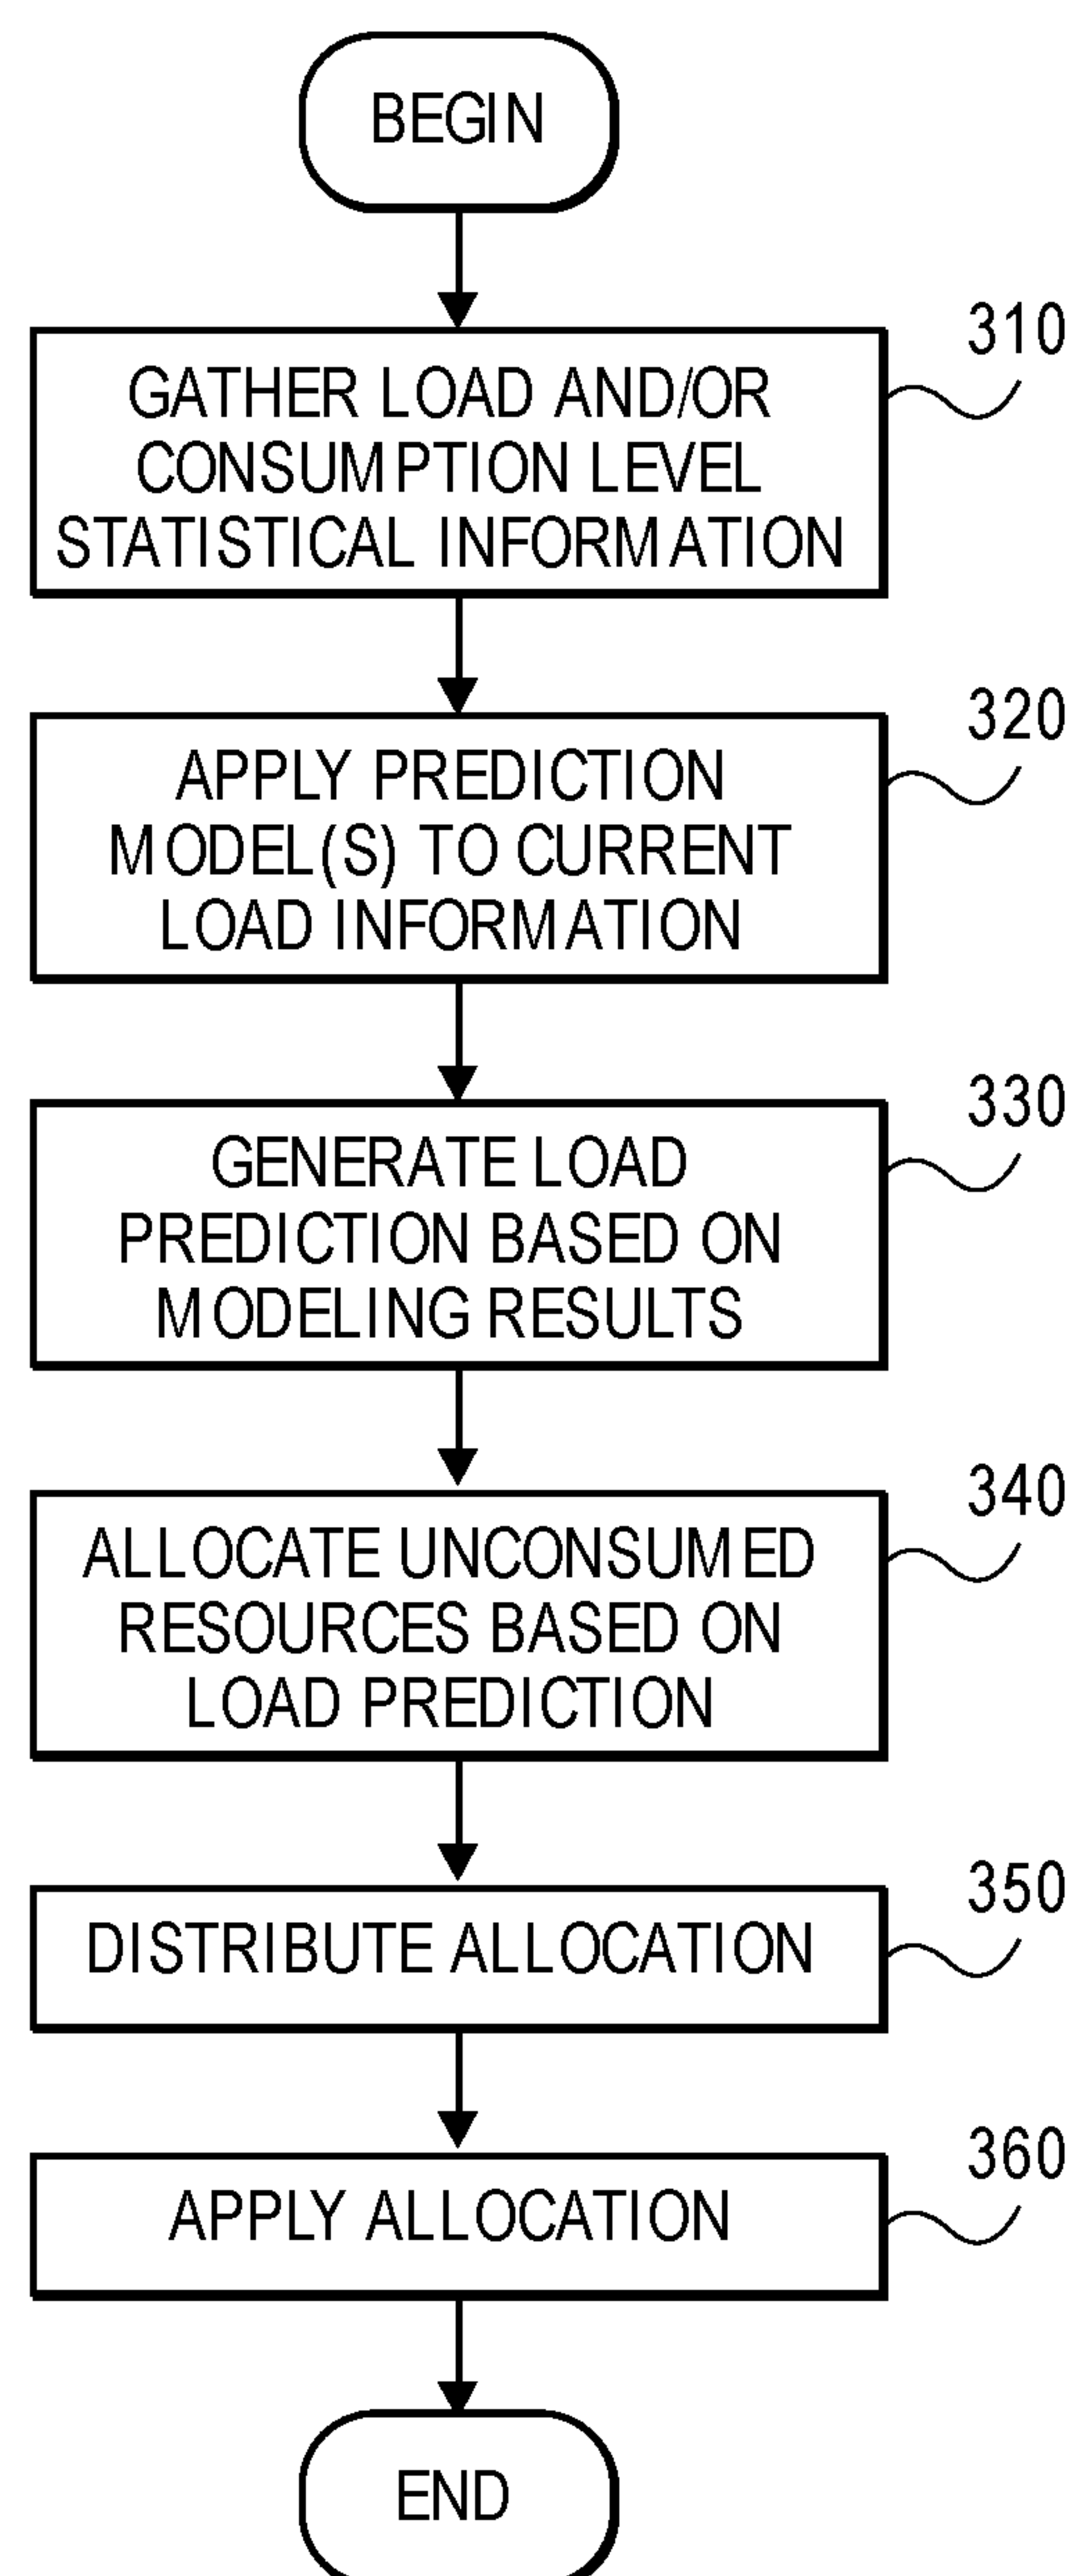 BEGIN
310
GATHER LOAD AND/OR
CONSUMPTION LEVEL
STATISTICAL INFORMATION
320
APPLY PREDICTION
MODEL(S) TO CURRENT
LOAD INFORMATION
330
GENERATE LOAD
PREDICTION BASED ON
MODELING RESULTS
340
ALLOCATE UNCONSUMED
RESOURCES BASED ON
LOAD PREDICTION
350
DISTRIBUTE ALLOCATION
360
APPLY ALLOCATION
END